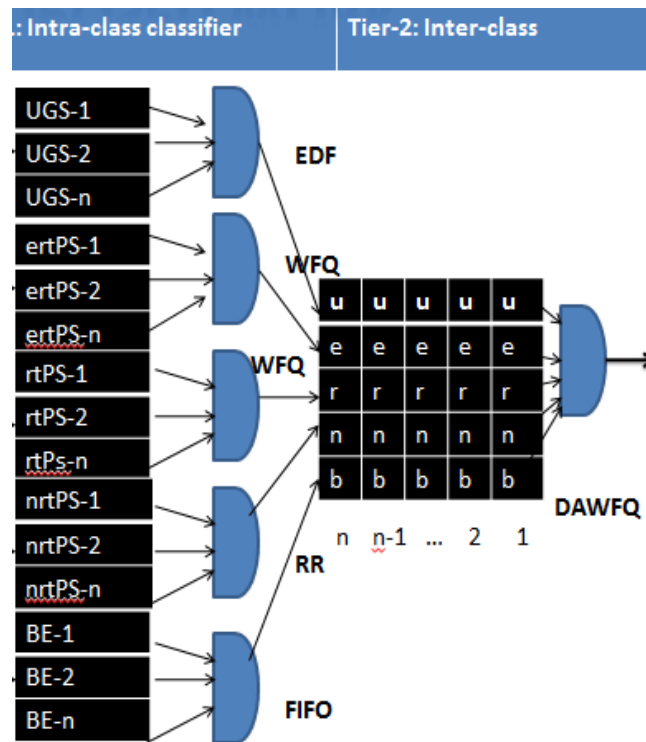 .: Intra-class classifier
Tier-2: Inter-class
UGS-1
UGS-2
UGS-n
EDF
ertPS-1
ertPS-2
ertPS-n
WFQ
rtPS-1
rtPS-2
rtPs-n
WFQ
nrtPS-1
nrtPS-2
nrtPS-n
RR
BE-1
BE-2
BE-n
FIFO
u u u u u
e e e e e
r r r r r
n n n n n
b b b b b
n n-1 ... 2 1
DAWFQ